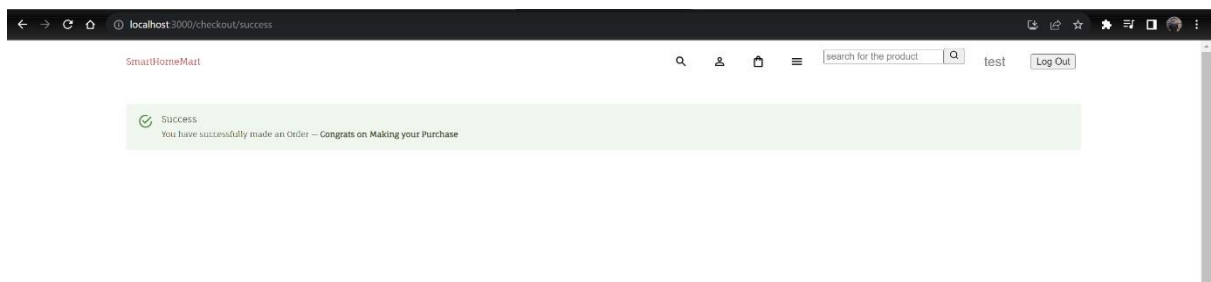 localhost:3000/checkout/success
SmartHomeMart
search for the product
test
Log Out
Success
You have successfully made an Order — Congrats on Making your Purchase